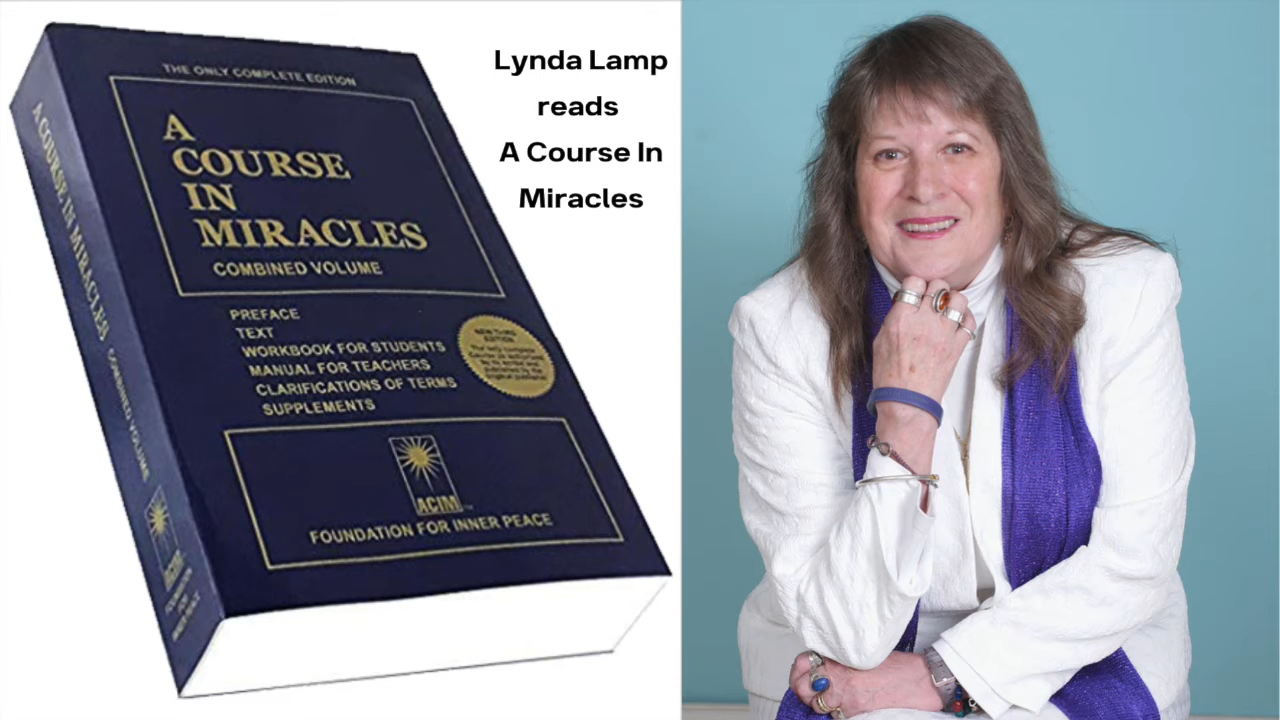 THE ONLY COMPLETE EDITION
A
COURSE
IN
MIRACLES
COMBINED VOLUME
PREFACE
TEXT
WORKBOOK FOR STUDENTS
MANUAL FOR TEACHERS
CLARIFICATIONS OF TERMS
SUPPLEMENTS
NEW THIRD
EDITION
ACIM
FOUNDATION FOR INNER PEACE
A COURSE IN MIRACLES COMBINED VOLUME
ACIM
Lynda Lamp
reads
A Course In
Miracles